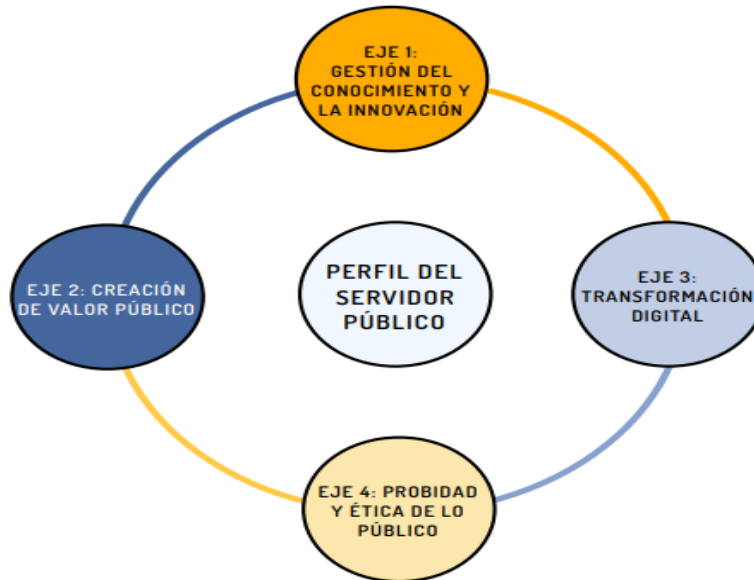 EJE 1:
GESTIÓN DEL
CONOCIMIENTO Y
LA INNOVACIÓN
EJE 2: CREACIÓN
DE VALOR PÚBLICO
PERFIL DEL
SERVIDOR
PÚBLICO
EJE 3:
TRANSFORMACIÓN
DIGITAL
EJE 4: PROBIDAD
Y ÉTICA DE LO
PÚBLICO